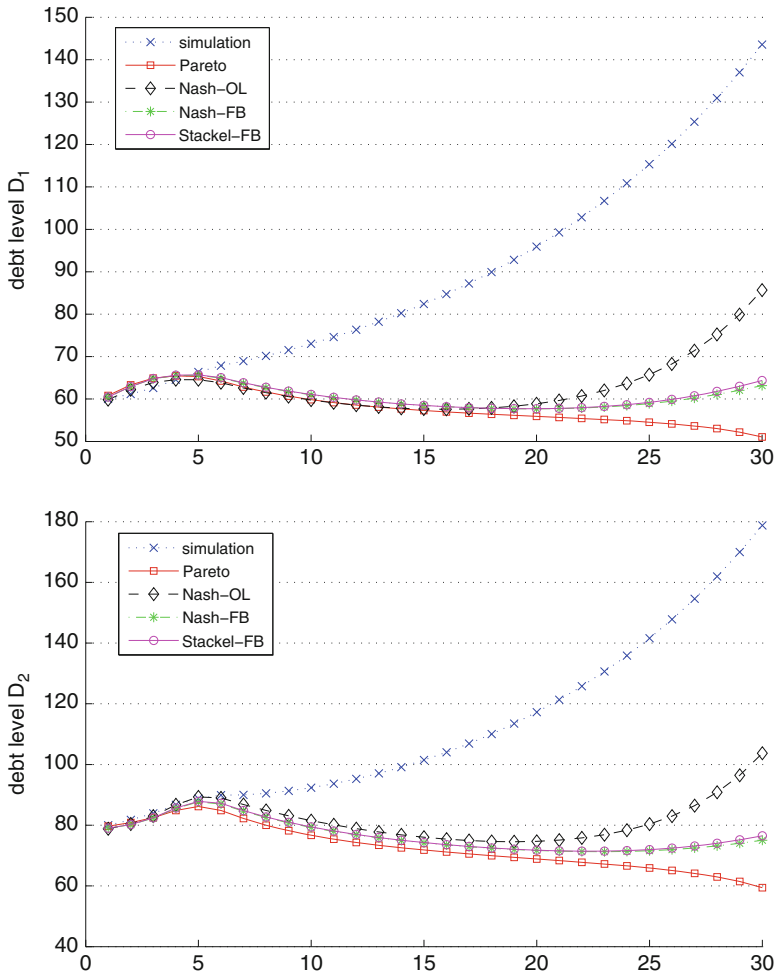 150
140
130
120
110
100
90
80
70
60
50
debt level D₁
simulation
Pareto
Nash−OL
Nash−FB
Stackel−FB
0 5 10 15 20 25 30
180
160
140
120
100
80
60
40
debt level D₂
simulation
Pareto
Nash−OL
Nash−FB
Stackel−FB
0 5 10 15 20 25 30